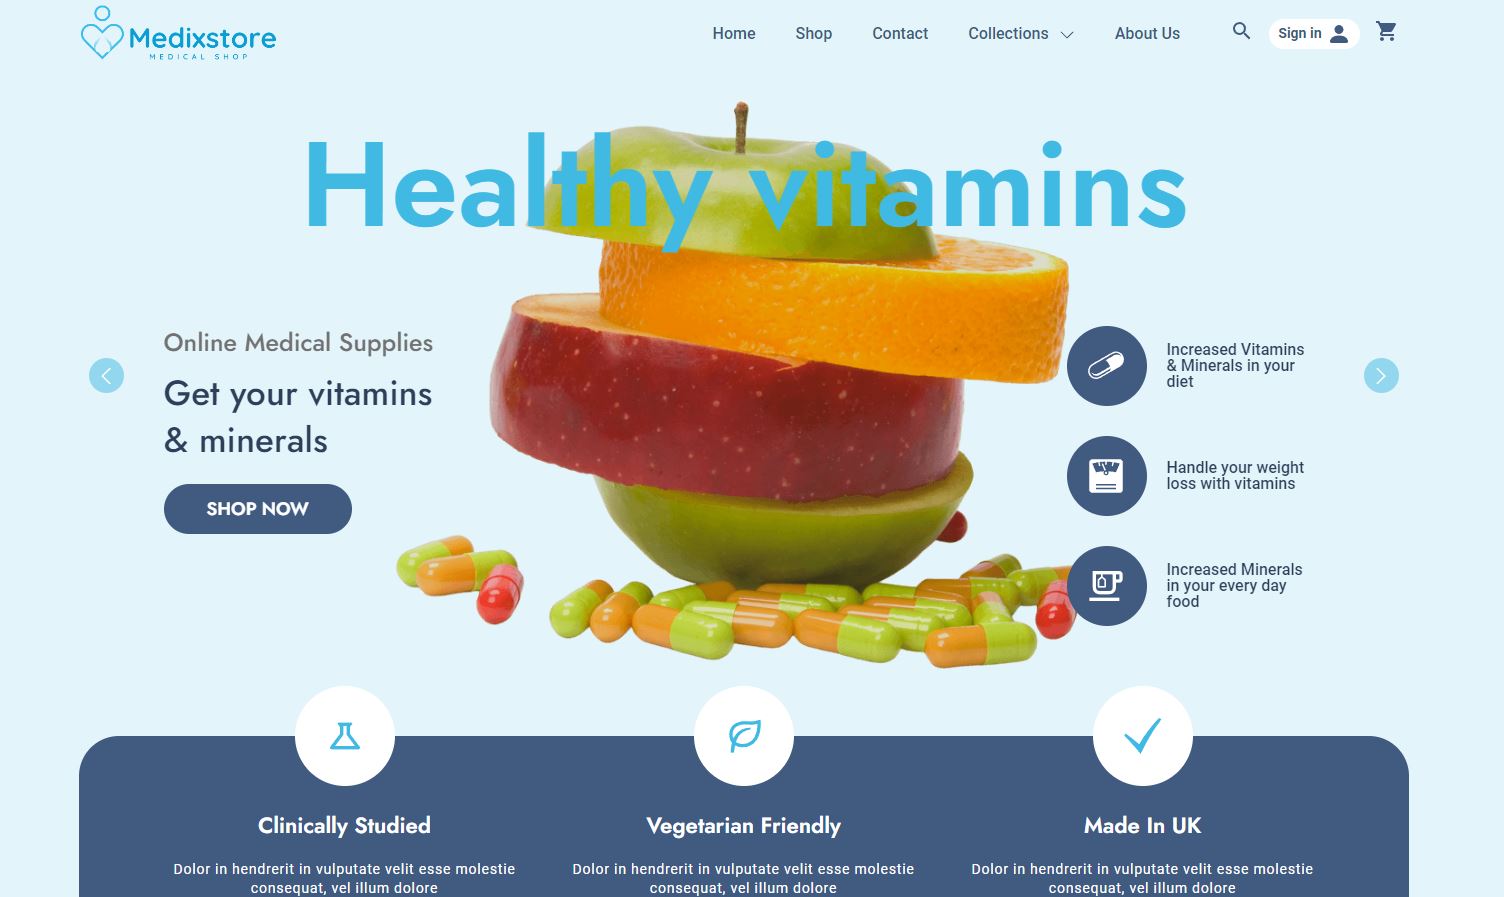 Medixstore
MEDICAL SHOP
Home
Shop
Contact
Collections
About Us
Sign in
Healthy vitamins
Online Medical Supplies
Get your vitamins
& minerals
SHOP NOW
Increased Vitamins
& Minerals in your
diet
Handle your weight
loss with vitamins
Increased Minerals
in your every day
food
Clinically Studied
Dolor in hendrerit in vulputate velit esse molestie
consequat, vel illum dolore
Vegetarian Friendly
Dolor in hendrerit in vulputate velit esse molestie
consequat, vel illum dolore
Made In UK
Dolor in hendrerit in vulputate velit esse molestie
consequat, vel illum dolore